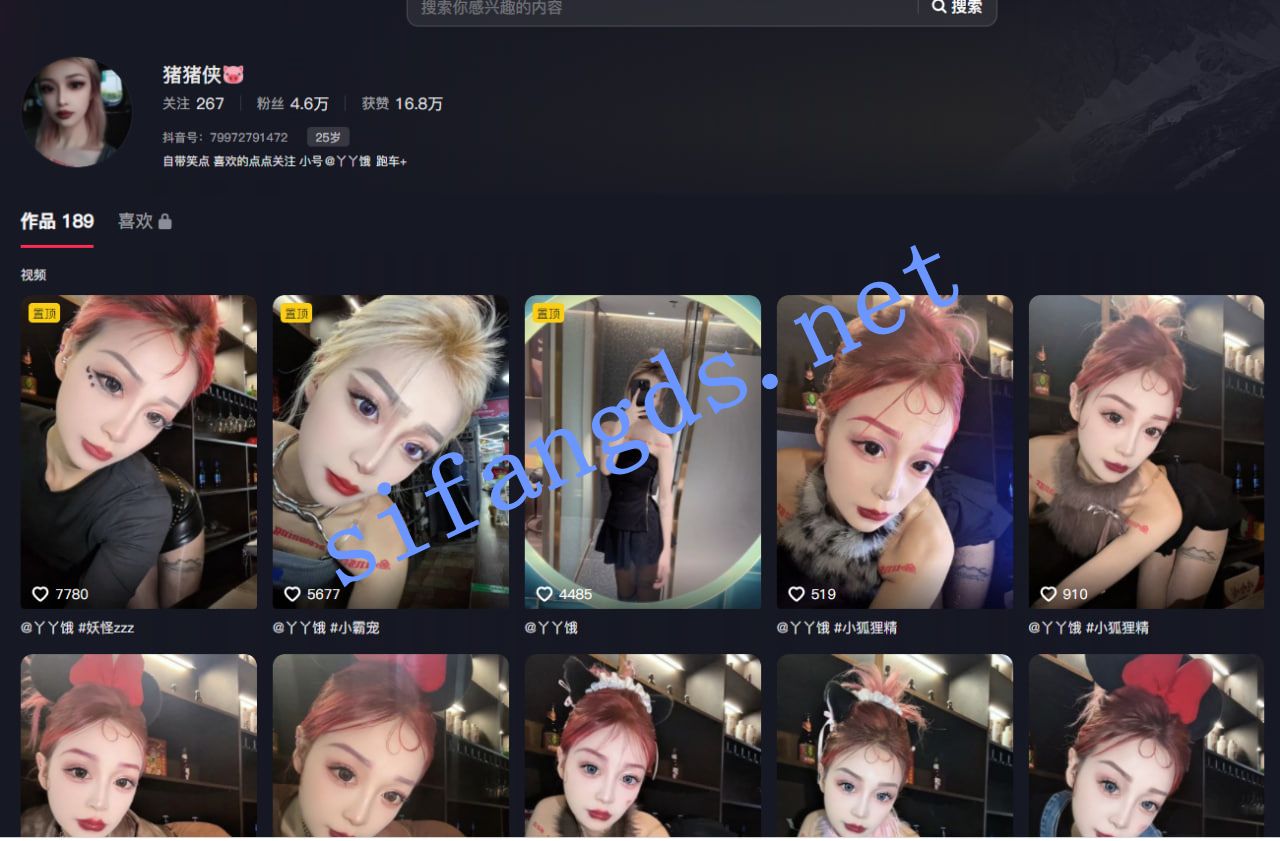 搜索你感兴趣的内容 搜索
猪猪侠🐷
关注 267 粉丝 4.6万 获赞 16.8万
抖音号：79972791472 25岁
自带笑点 喜欢的点点关注 小号@丫丫饿 跑车+
作品 189 喜欢
视频
置顶 置顶 置顶
sifangds.net
7780 5677 4485 519 910
@丫丫饿 #妖怪zzz @丫丫饿 #小霸宠 @丫丫饿 @丫丫饿 #小狐狸精 @丫丫饿 #小狐狸精